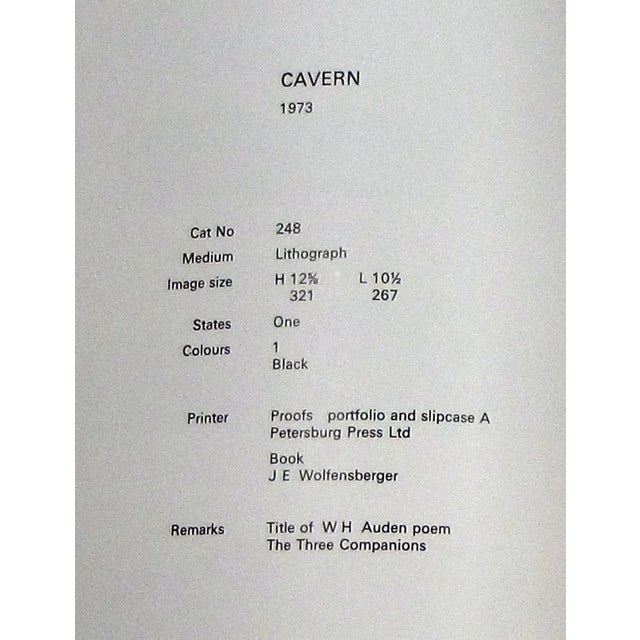 CAVERN
1973
Cat No 248
Medium Lithograph
Image size H 12⅝ L 10½
321 267
States One
Colours 1
Black
Printer Proofs portfolio and slipcase A
Petersburg Press Ltd
Book
J E Wolfensberger
Remarks Title of W H Auden poem
The Three Companions